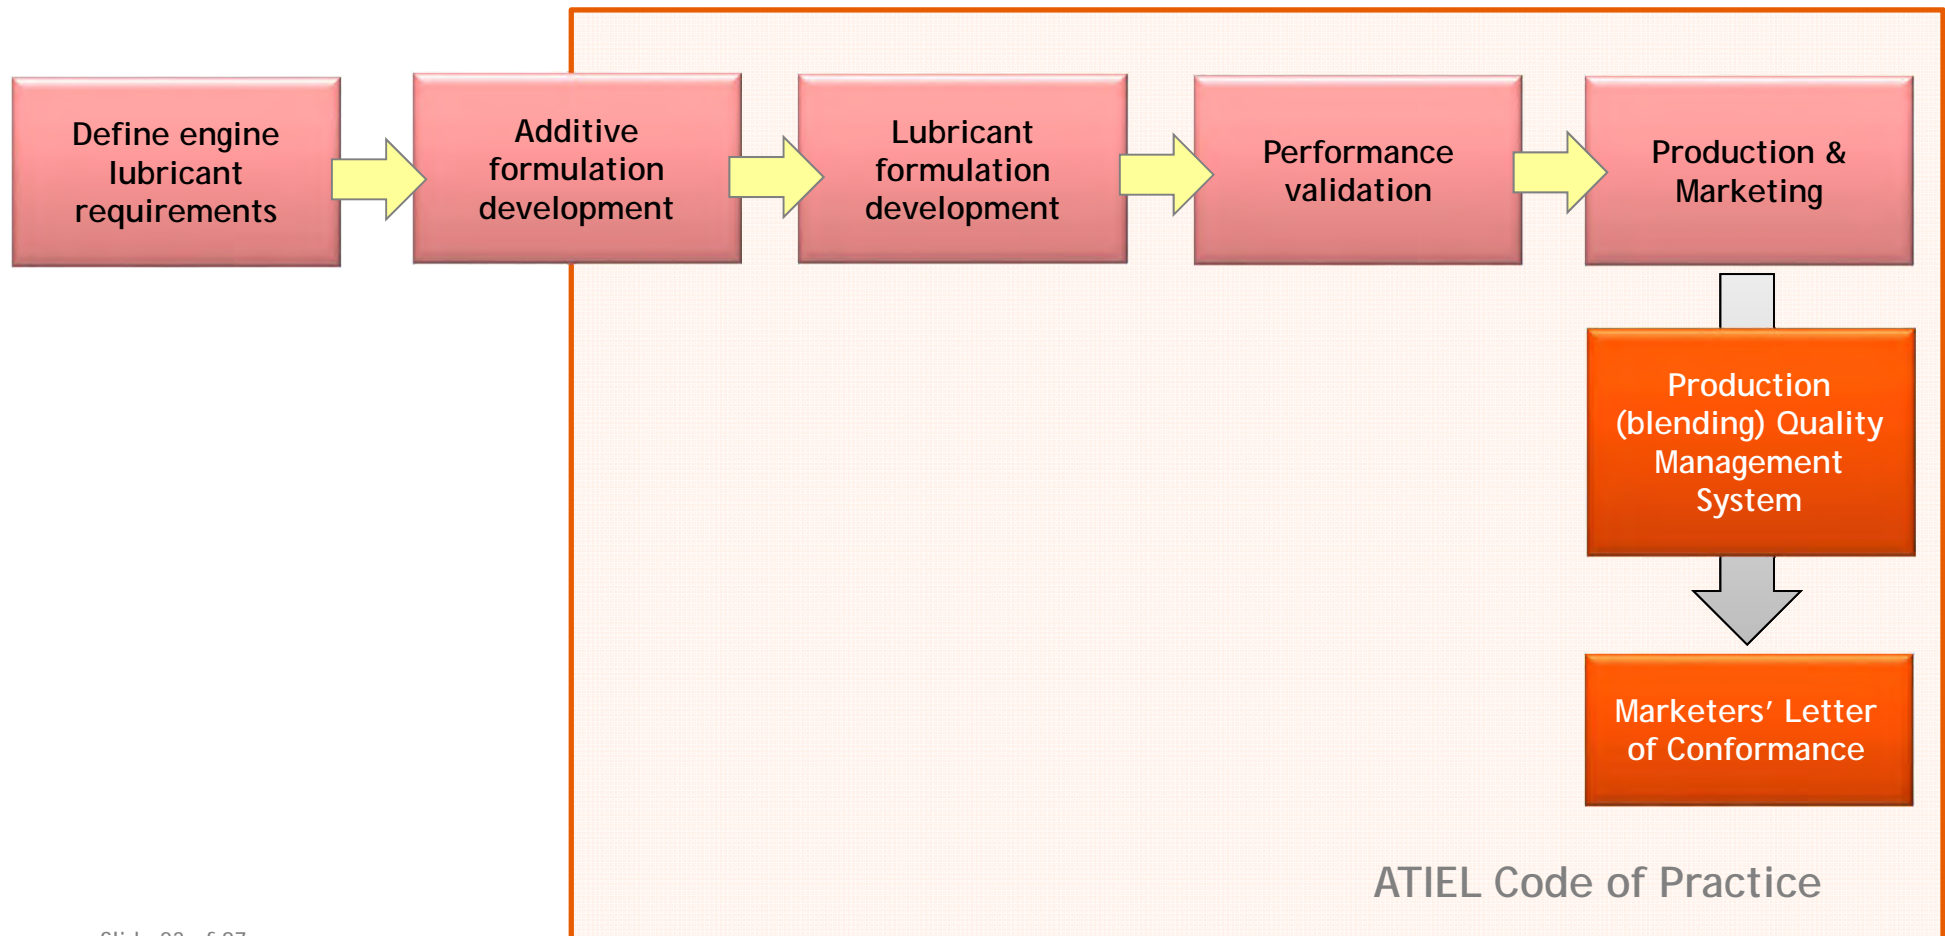 Define engine
lubricant
requirements
Additive
formulation
development
Lubricant
formulation
development
Performance
validation
Production &
Marketing
Production
(blending) Quality
Management
System
Marketers’ Letter
of Conformance
ATIEL Code of Practice